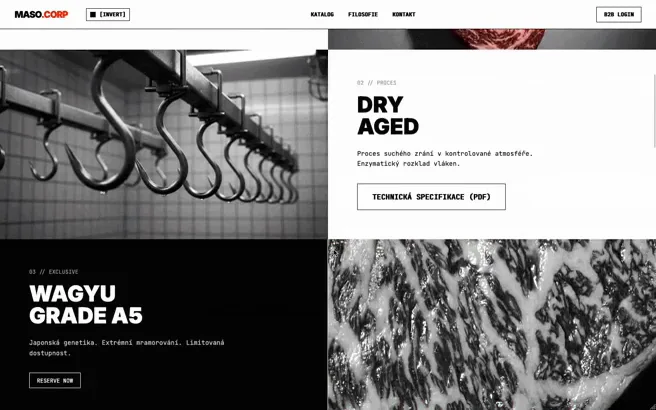 MASO.CORP
[INVERT]
KATALOG
FILOSOFIE
KONTAKT
B2B LOGIN
02 // PROCES
DRY
AGED
Proces suchého zrání v kontrolované atmosféře.
Enzymatický rozklad vláken.
TECHNICKÁ SPECIFIKACE (PDF)
03 // EXCLUSIVE
WAGYU
GRADE A5
Japonská genetika. Extrémní mramorování. Limitovaná
dostupnost.
RESERVE NOW